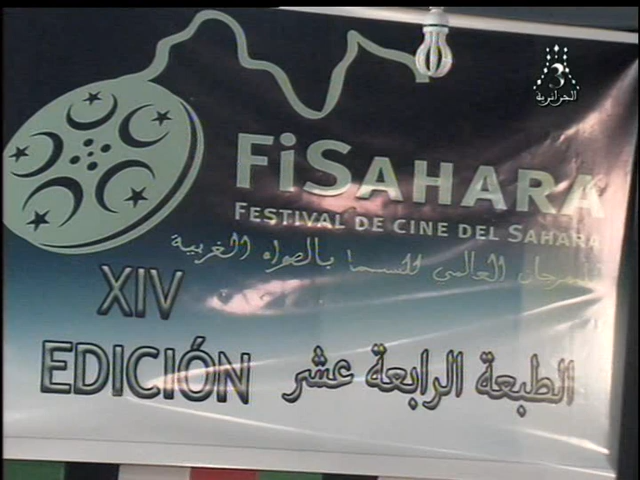 3
الجزائرية
FISAHARA
FESTIVAL DE CINE DEL SAHARA
المهرجان العالمي للسينما بالصحراء الغربية
XIV
EDICIÓN
الطبعة الرابعة عشر